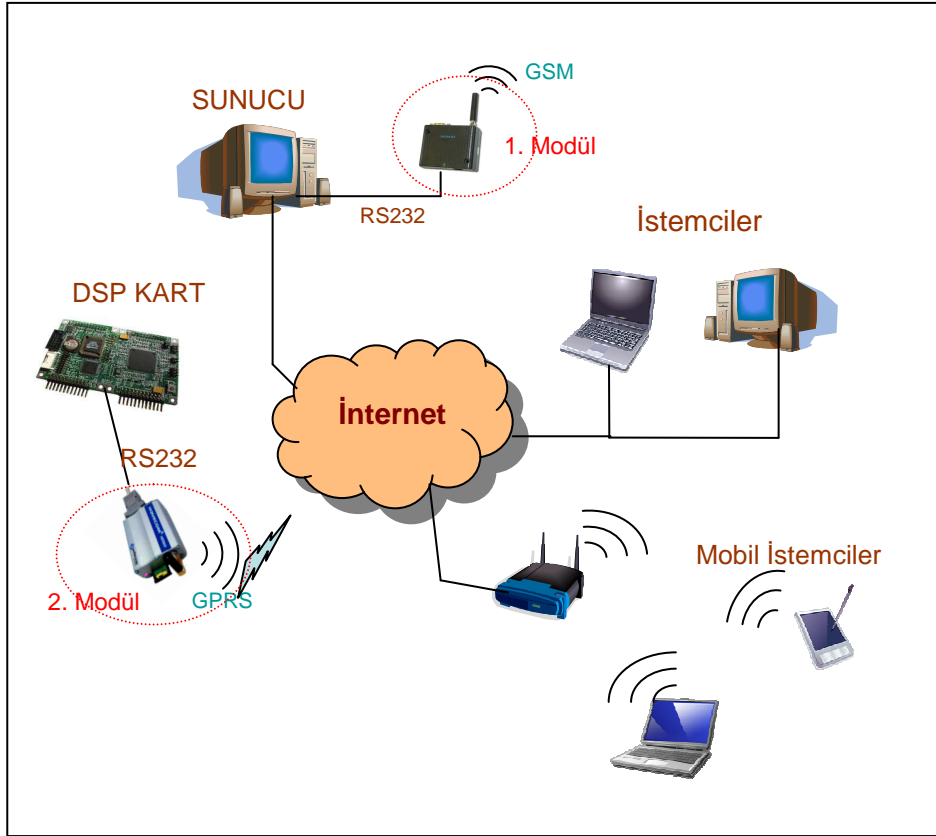 GSM
SUNUCU
1. Modül
RS232
İstemciler
DSP KART
İnternet
RS232
Mobil İstemciler
2. Modül
GPRS